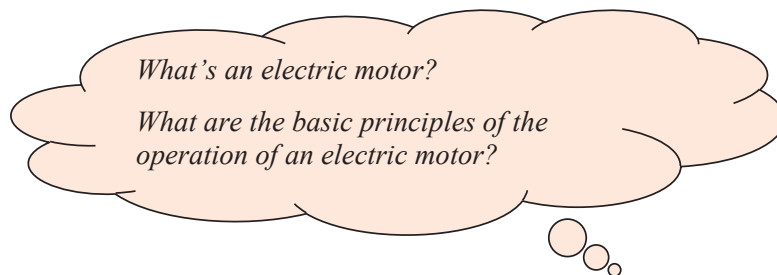 What’s an electric motor?
What are the basic principles of the
operation of an electric motor?